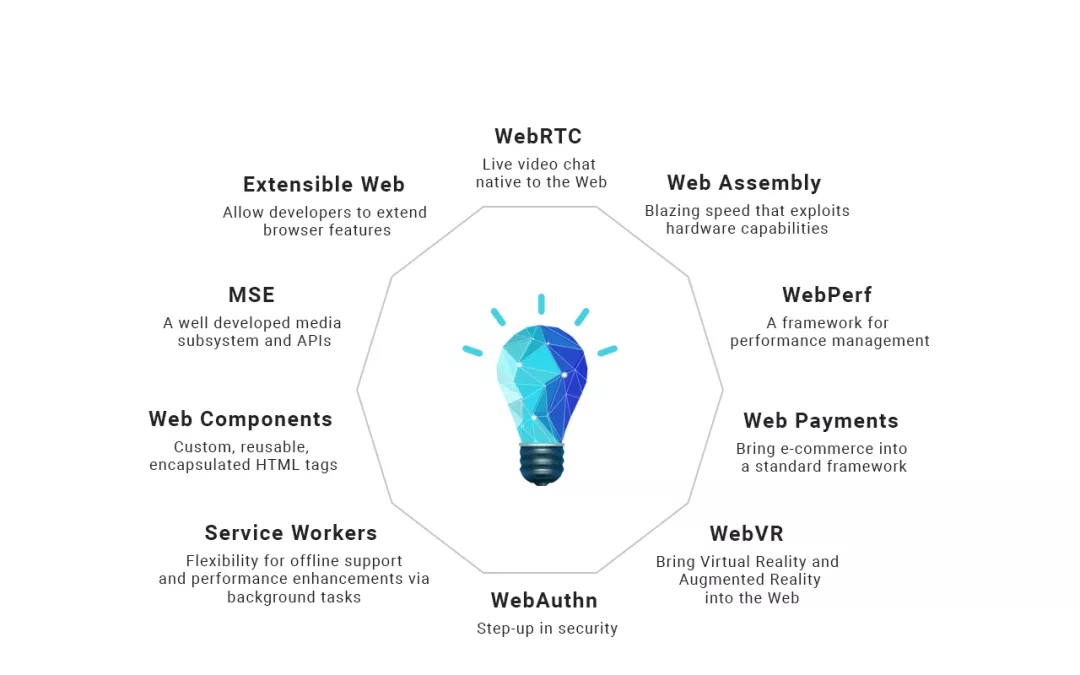 WebRTC
Live video chat
native to the Web
Extensible Web
Allow developers to extend
browser features
Web Assembly
Blazing speed that exploits
hardware capabilities
MSE
A well developed media
subsystem and APIs
WebPerf
A framework for
performance management
Web Components
Custom, reusable,
encapsulated HTML tags
Web Payments
Bring e-commerce into
a standard framework
Service Workers
Flexibility for offline support
and performance enhancements via
background tasks
WebVR
Bring Virtual Reality and
Augmented Reality
into the Web
WebAuthn
Step-up in security